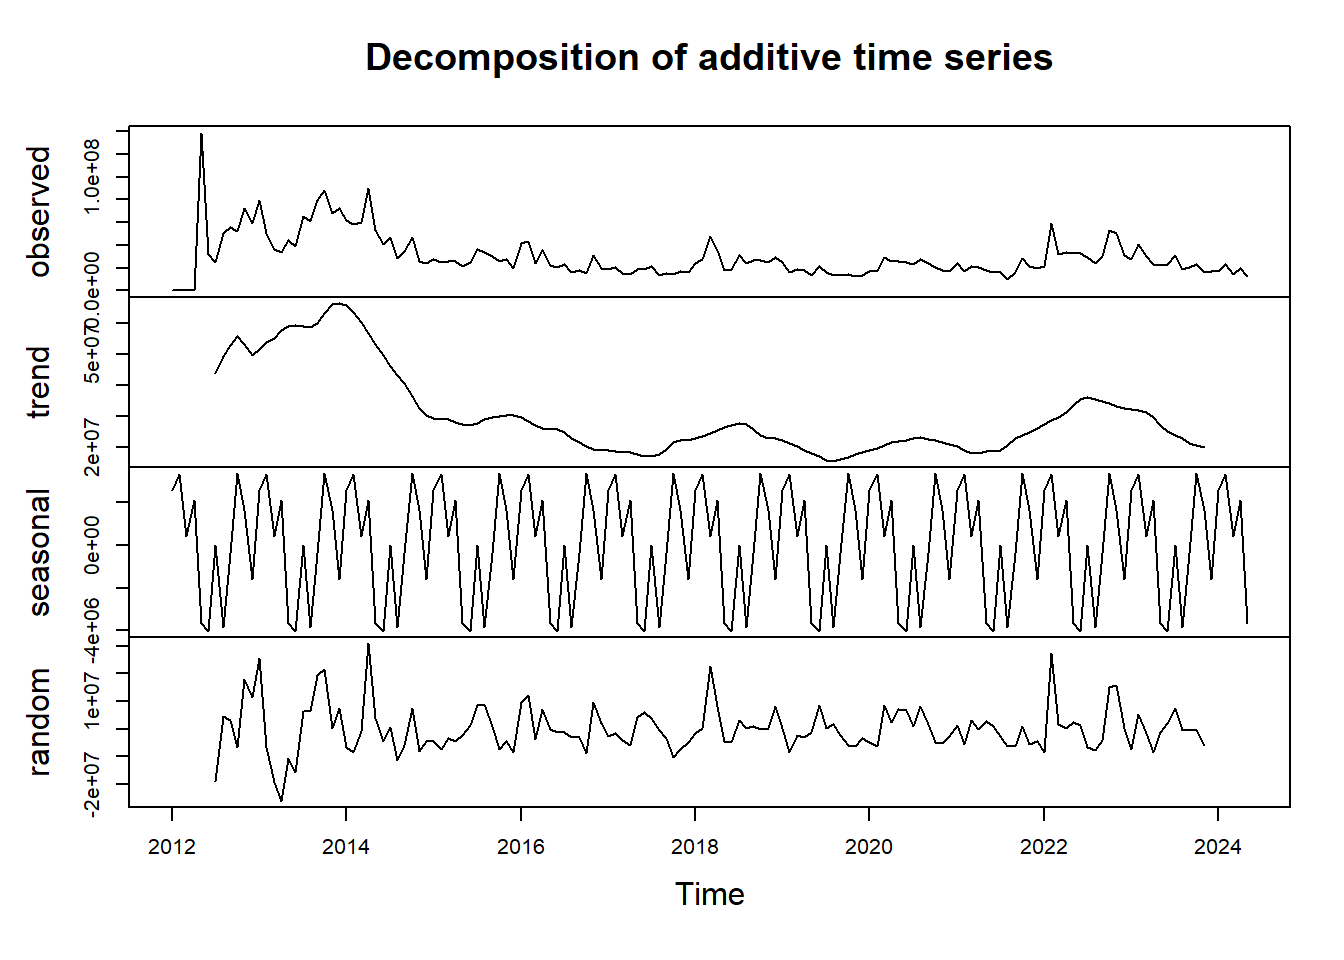 Decomposition of additive time series
observed
0.0e+00
1.0e+08
trend
2e+07
5e+07
seasonal
-4e+06
0e+00
random
-2e+07
1e+07
2012 2014 2016 2018 2020 2022 2024
Time